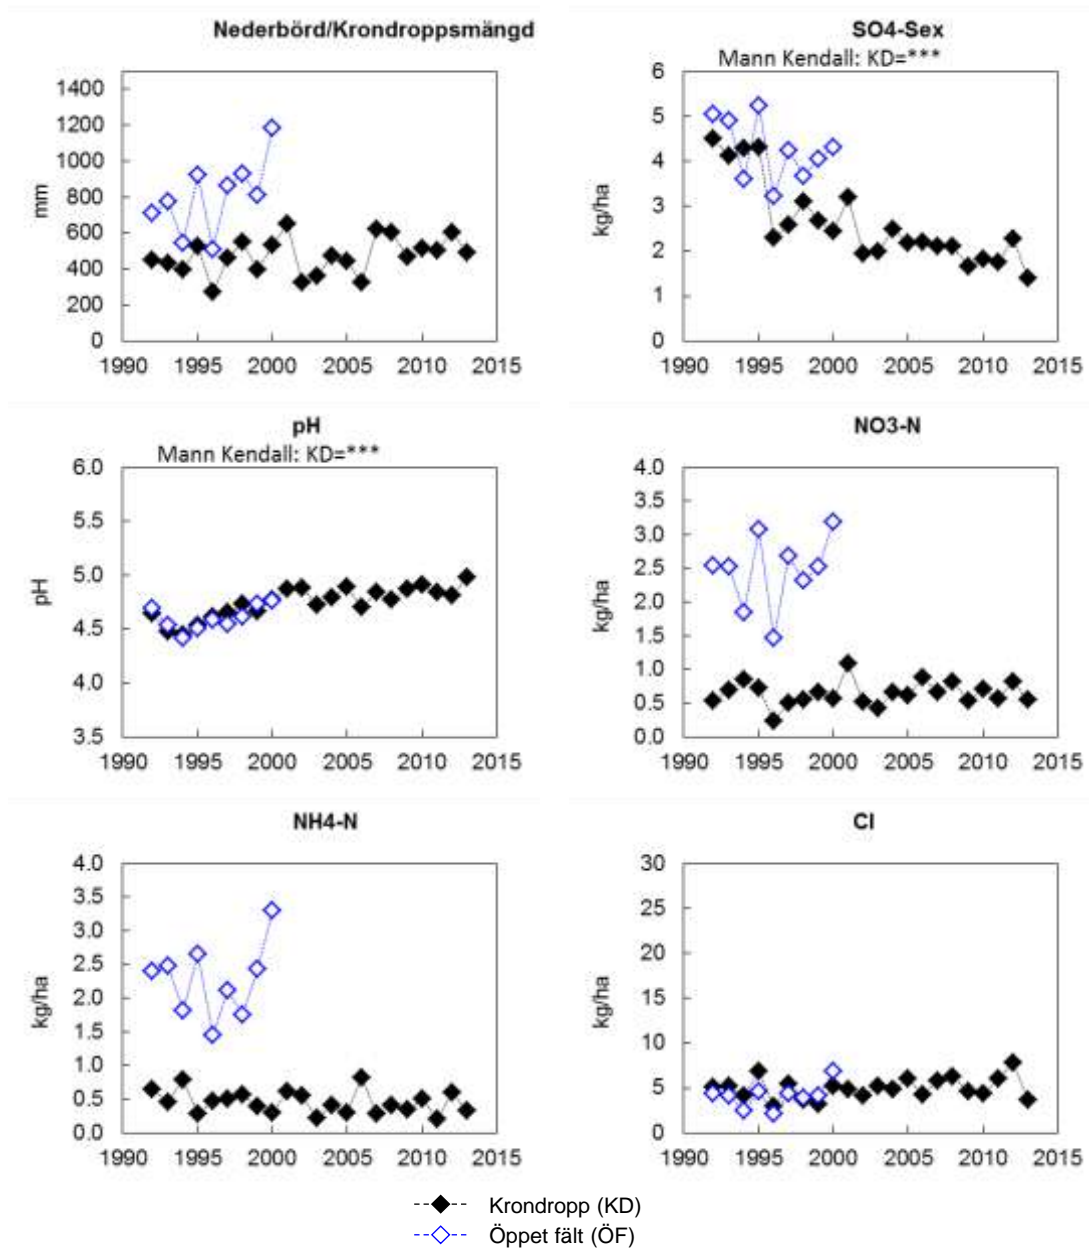 Nederbörd/Krondroppsmängd
mm
1400
1200
1000
800
600
400
200
0
1990 1995 2000 2005 2010 2015
SO4-Sex
Mann Kendall: KD=***
kg/ha
6
5
4
3
2
1
0
1990 1995 2000 2005 2010 2015
pH
Mann Kendall: KD=***
pH
6.0
5.5
5.0
4.5
4.0
3.5
1990 1995 2000 2005 2010 2015
NO3-N
kg/ha
4.0
3.5
3.0
2.5
2.0
1.5
1.0
0.5
0.0
1990 1995 2000 2005 2010 2015
NH4-N
kg/ha
4.0
3.5
3.0
2.5
2.0
1.5
1.0
0.5
0.0
1990 1995 2000 2005 2010 2015
Cl
kg/ha
30
25
20
15
10
5
0
1990 1995 2000 2005 2010 2015
Krondropp (KD)
Öppet fält (ÖF)